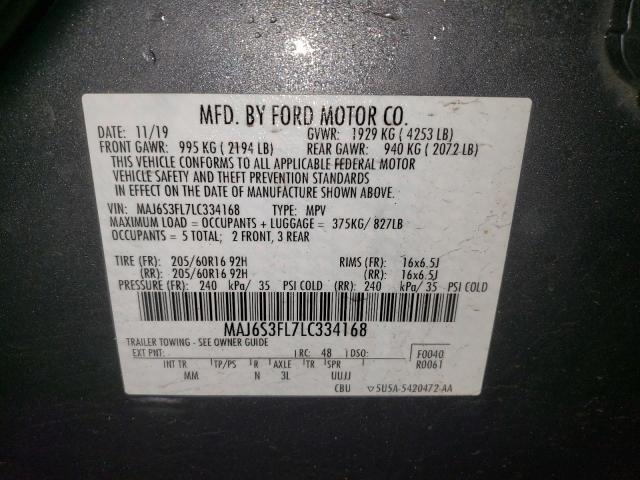 MFD. BY FORD MOTOR CO.
DATE: 11/19 GVWR: 1929 KG ( 4253 LB)
FRONT GAWR: 995 KG ( 2194 LB) REAR GAWR: 940 KG ( 2072 LB)
THIS VEHICLE CONFORMS TO ALL APPLICABLE FEDERAL MOTOR
VEHICLE SAFETY AND THEFT PREVENTION STANDARDS
IN EFFECT ON THE DATE OF MANUFACTURE SHOWN ABOVE.
VIN: MAJ6S3FL7LC334168 TYPE: MPV
MAXIMUM LOAD = OCCUPANTS + LUGGAGE = 375KG/ 827LB
OCCUPANTS = 5 TOTAL; 2 FRONT, 3 REAR
TIRE (FR): 205/60R16 92H RIMS (FR): 16x6.5J
(RR): 205/60R16 92H (RR): 16x6.5J
PRESSURE (FR): 240 kPa/ 35 PSI COLD (RR): 240 kPa/ 35 PSI COLD
MAJ6S3FL7LC334168
TRAILER TOWING - SEE OWNER GUIDE
EXT PNT: RC: 48 DSO: F0040
R0061
INT TR TP/PS R AXLE TR SPR
MM N 3L UUJJ
CBU ▽5U5A-5420472-AA